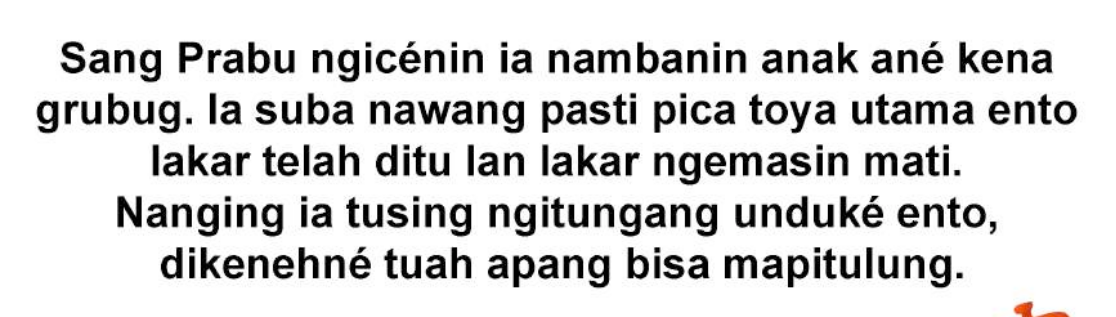 Sang Prabu ngicénin ia nambanin anak ané kena
grubug. Ia suba nawang pasti pica toya utama ento
lakar telah ditu lan lakar ngemasin mati.
Nanging ia tusing ngitungang unduké ento,
dikenehné tuah apang bisa mapitulung.